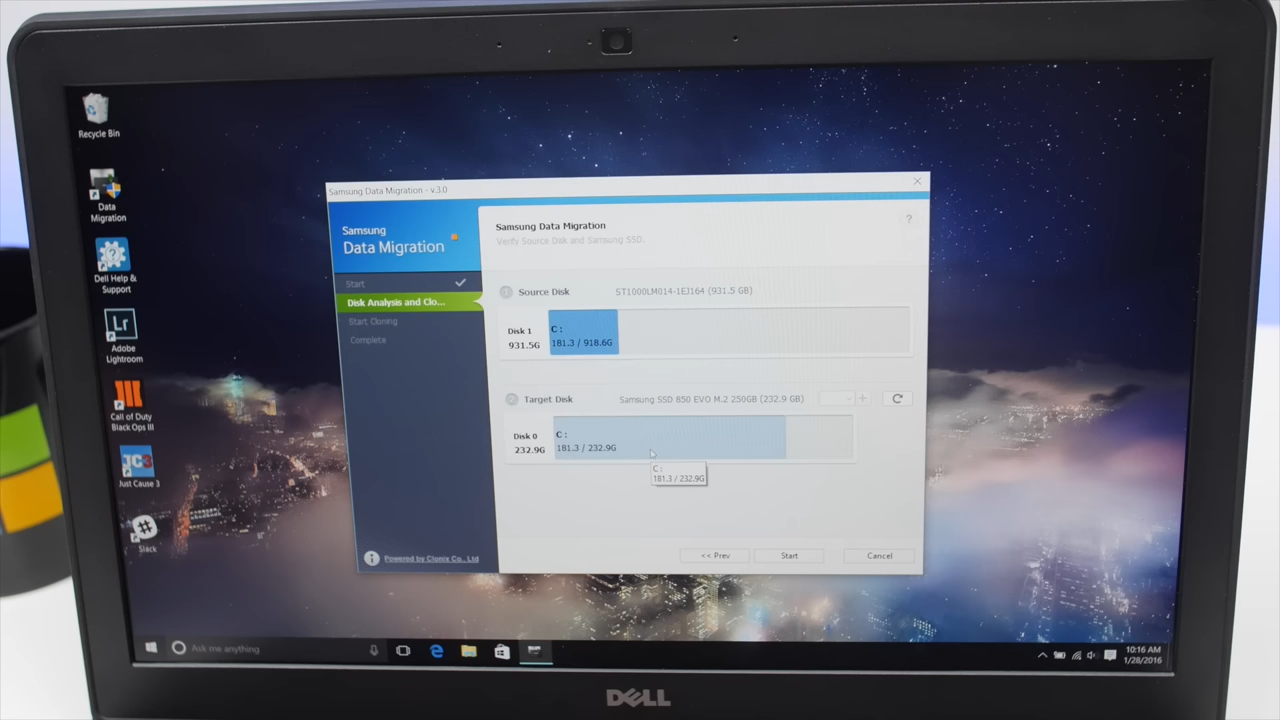 Recycle Bin
Data
Migration
Dell Help &
Support
Lr
Adobe
Lightroom
III
Call of Duty
Black Ops III
JC3
Just Cause 3
Slack
Samsung Data Migration - v.3.0
Samsung
Data Migration
Start
Disk Analysis and Clo...
Start Cloning
Complete
Powered by Clonix Co., Ltd
Samsung Data Migration
?
Verify Source Disk and Samsung SSD.
1 Source Disk ST1000LM014-1EJ164 (931.5 GB)
Disk 1
931.5G
C :
181.3 / 918.6G
2 Target Disk Samsung SSD 850 EVO M.2 250GB (232.9 GB)
Disk 0
232.9G
C :
181.3 / 232.9G
C :
181.3 / 232.9G
<< Prev Start Cancel
Ask me anything
10:16 AM
1/28/2016
DELL